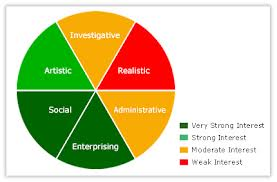 Investigative
Artistic
Realistic
Social
Administrative
Enterprising
Very Strong Interest
Strong Interest
Moderate Interest
Weak Interest